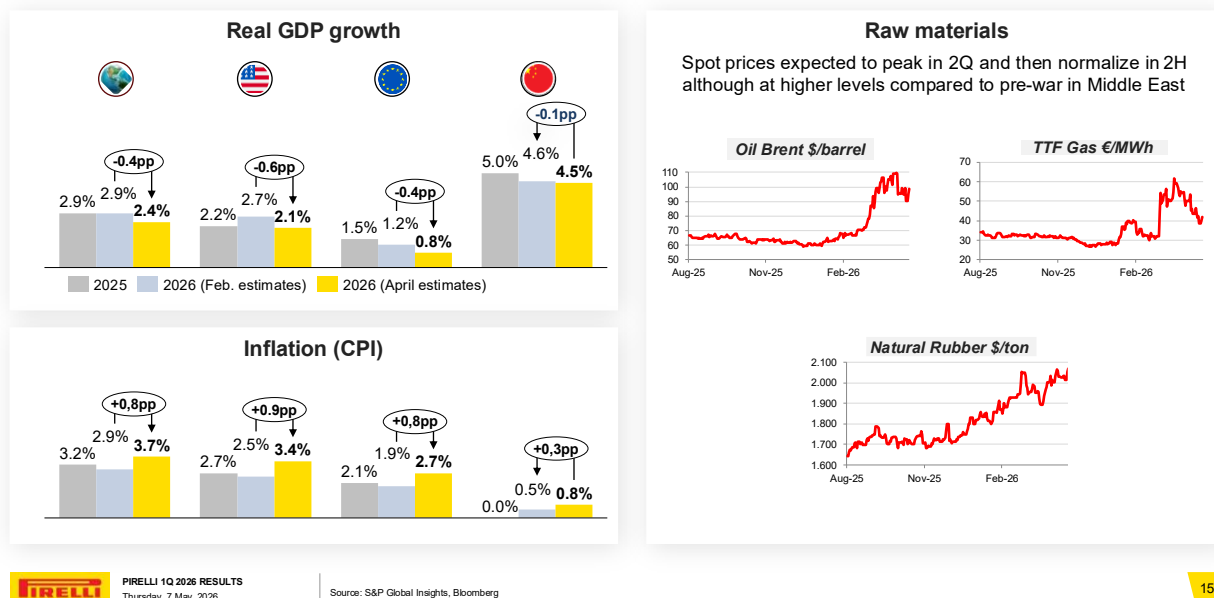 Real GDP growth
-0.4pp
2.9%
2.9%
2.4%
-0.6pp
2.2%
2.7%
2.1%
-0.4pp
1.5%
1.2%
0.8%
-0.1pp
5.0%
4.6%
4.5%
2025
2026 (Feb. estimates)
2026 (April estimates)
Inflation (CPI)
+0,8pp
3.2%
2.9%
3.7%
+0.9pp
2.7%
2.5%
3.4%
+0,8pp
2.1%
1.9%
2.7%
+0,3pp
0.0%
0.5%
0.8%
Raw materials
Spot prices expected to peak in 2Q and then normalize in 2H
although at higher levels compared to pre-war in Middle East
Oil Brent $/barrel
110
100
90
80
70
60
50
Aug-25
Nov-25
Feb-26
TTF Gas €/MWh
70
60
50
40
30
20
Aug-25
Nov-25
Feb-26
Natural Rubber $/ton
2.100
2.000
1.900
1.800
1.700
1.600
Aug-25
Nov-25
Feb-26
PIRELLI
PIRELLI 1Q 2026 RESULTS
Thursday, 7 May, 2026
Source: S&P Global Insights, Bloomberg
15